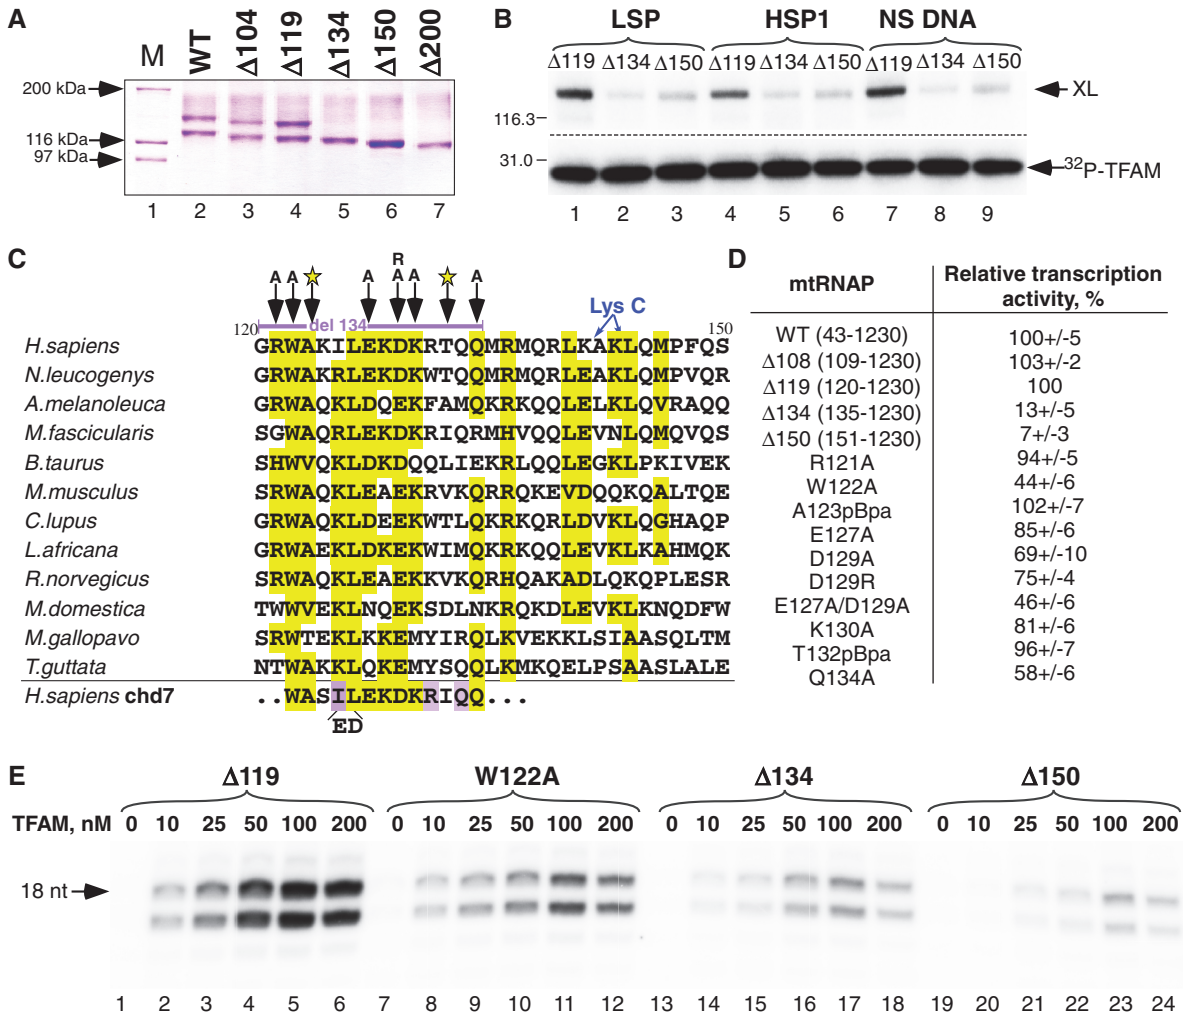 A
M WT Δ104 Δ119 Δ134 Δ150 Δ200
200 kDa
116 kDa
97 kDa
1 2 3 4 5 6 7
B
LSP HSP1 NS DNA
Δ119 Δ134 Δ150 Δ119 Δ134 Δ150 Δ119 Δ134 Δ150
XL
116.3
31.0
32P-TFAM
1 2 3 4 5 6 7 8 9
C
R
A A A A A A
Lys C
120 del 134 150
H.sapiens GRWAKILEKDKRTQQMRMQRLKAKLQMPFQS
N.leucogenys GRWAKRLEKDKWTQQMRMQRLEAKLQMPVQR
A.melanoleuca GRWAQKLDQEKFAMQKRKQQLELKLQVRAQQ
M.fascicularis SGWAQRLEKDKRIQRMHVQQLEVNLQMQVQS
B.taurus SHWVQKLDKDQQLIEKRLQQLEGKLPKIVEK
M.musculus SRWAQKLEAEKRVKQRRQKEVDQQKQALTQE
C.lupus GRWAQKLDEEKWTLQKRKQRLDVKLQGHAQP
L.africana GRWAEKLDKEKWIMQKRKQQLEVKLKAHMQK
R.norvegicus SRWAQKLEAEKKVKQRHQAKADLQKQPLESR
M.domestica TWWVEKLNQEKSDLNKRQKDLEVKLKNQDFW
M.gallopavo SRWTEKLKKEMYIRQLKVEKKLSIAASQLTM
T.guttata NTWAKKLQKEMYSQQLKMKQELPSAASLALE
H.sapiens chd7 ..WASILEKDKRIQQ...
ED
D
mtRNAP Relative transcription activity, %
WT (43-1230) 100+/-5
Δ108 (109-1230) 103+/-2
Δ119 (120-1230) 100
Δ134 (135-1230) 13+/-5
Δ150 (151-1230) 7+/-3
R121A 94+/-5
W122A 44+/-6
A123pBpa 102+/-7
E127A 85+/-6
D129A 69+/-10
D129R 75+/-4
E127A/D129A 46+/-6
K130A 81+/-6
T132pBpa 96+/-7
Q134A 58+/-6
E
Δ119 W122A Δ134 Δ150
TFAM, nM 0 10 25 50 100 200 0 10 25 50 100 200 0 10 25 50 100 200 0 10 25 50 100 200
18 nt
1 2 3 4 5 6 7 8 9 10 11 12 13 14 15 16 17 18 19 20 21 22 23 24